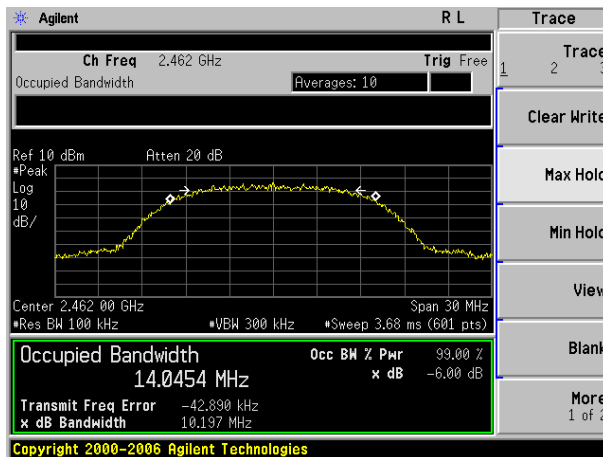 Agilent R L Trace
Ch Freq 2.462 GHz Trig Free
Occupied Bandwidth Averages: 10
Trace
1 2 3
Clear Write
Max Hold
Min Hold
View
Blank
More
1 of 2
Ref 10 dBm Atten 20 dB
#Peak
Log
10
dB/
Center 2.462 00 GHz Span 30 MHz
#Res BW 100 kHz #VBW 300 kHz #Sweep 3.68 ms (601 pts)
Occupied Bandwidth Occ BW % Pwr 99.00 %
14.0454 MHz x dB -6.00 dB
Transmit Freq Error -42.890 kHz
x dB Bandwidth 10.197 MHz
Copyright 2000-2006 Agilent Technologies